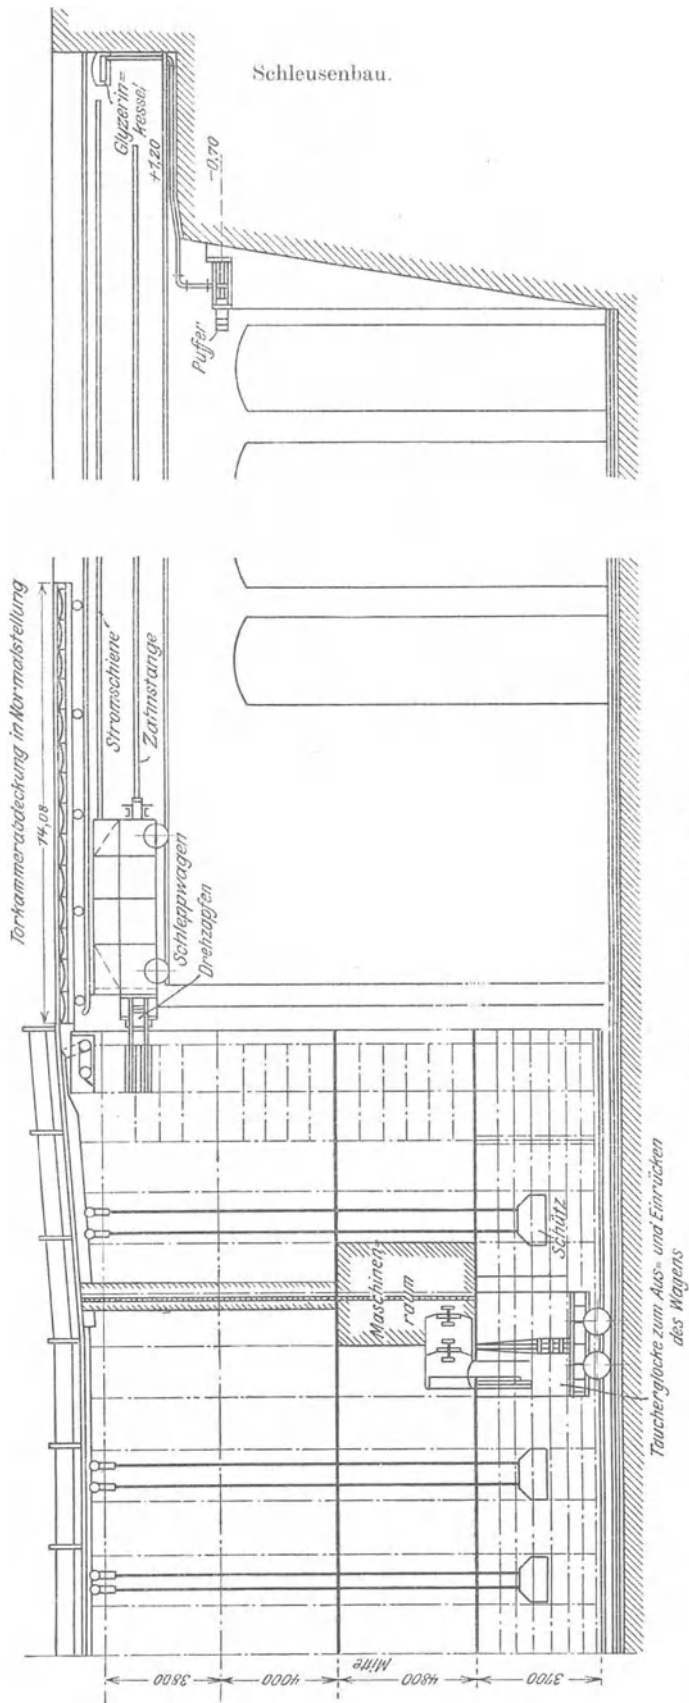 Schleusenbau.
Glyzerin=
kessel
+1,20
-0,70
Puffer
Torkammerabdeckung in Normalstellung
14,08
Stromschiene
Zahnstange
Schleppwagen
Drehzapfen
Maschinen-
raum
Schütz
Taucherglocke zum Aus= und Einrücken
des Wagens
Mitte
3800
4000
4800
3700